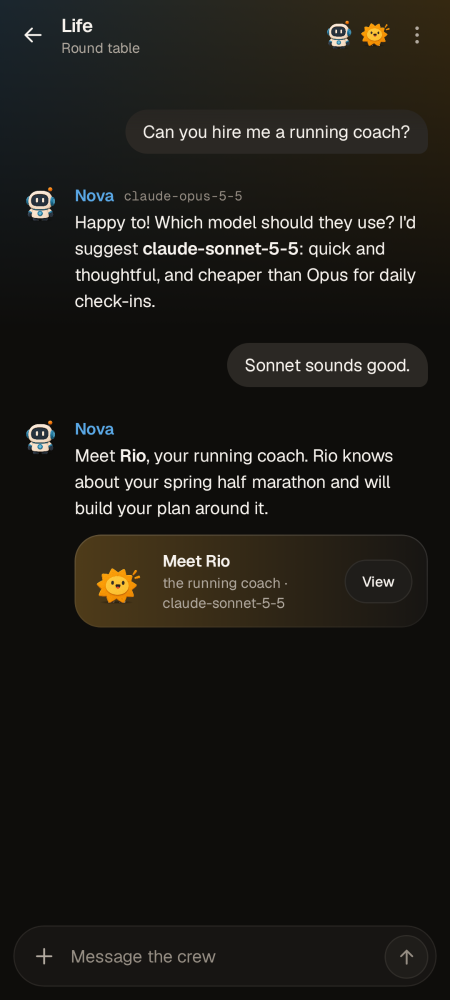 Life
Round table
Can you hire me a running coach?
Nova claude-opus-5-5
Happy to! Which model should they use? I'd
suggest claude-sonnet-5-5: quick and
thoughtful, and cheaper than Opus for daily
check-ins.
Sonnet sounds good.
Nova
Meet Rio, your running coach. Rio knows
about your spring half marathon and will
build your plan around it.
Meet Rio
the running coach ·
claude-sonnet-5-5
View
Message the crew